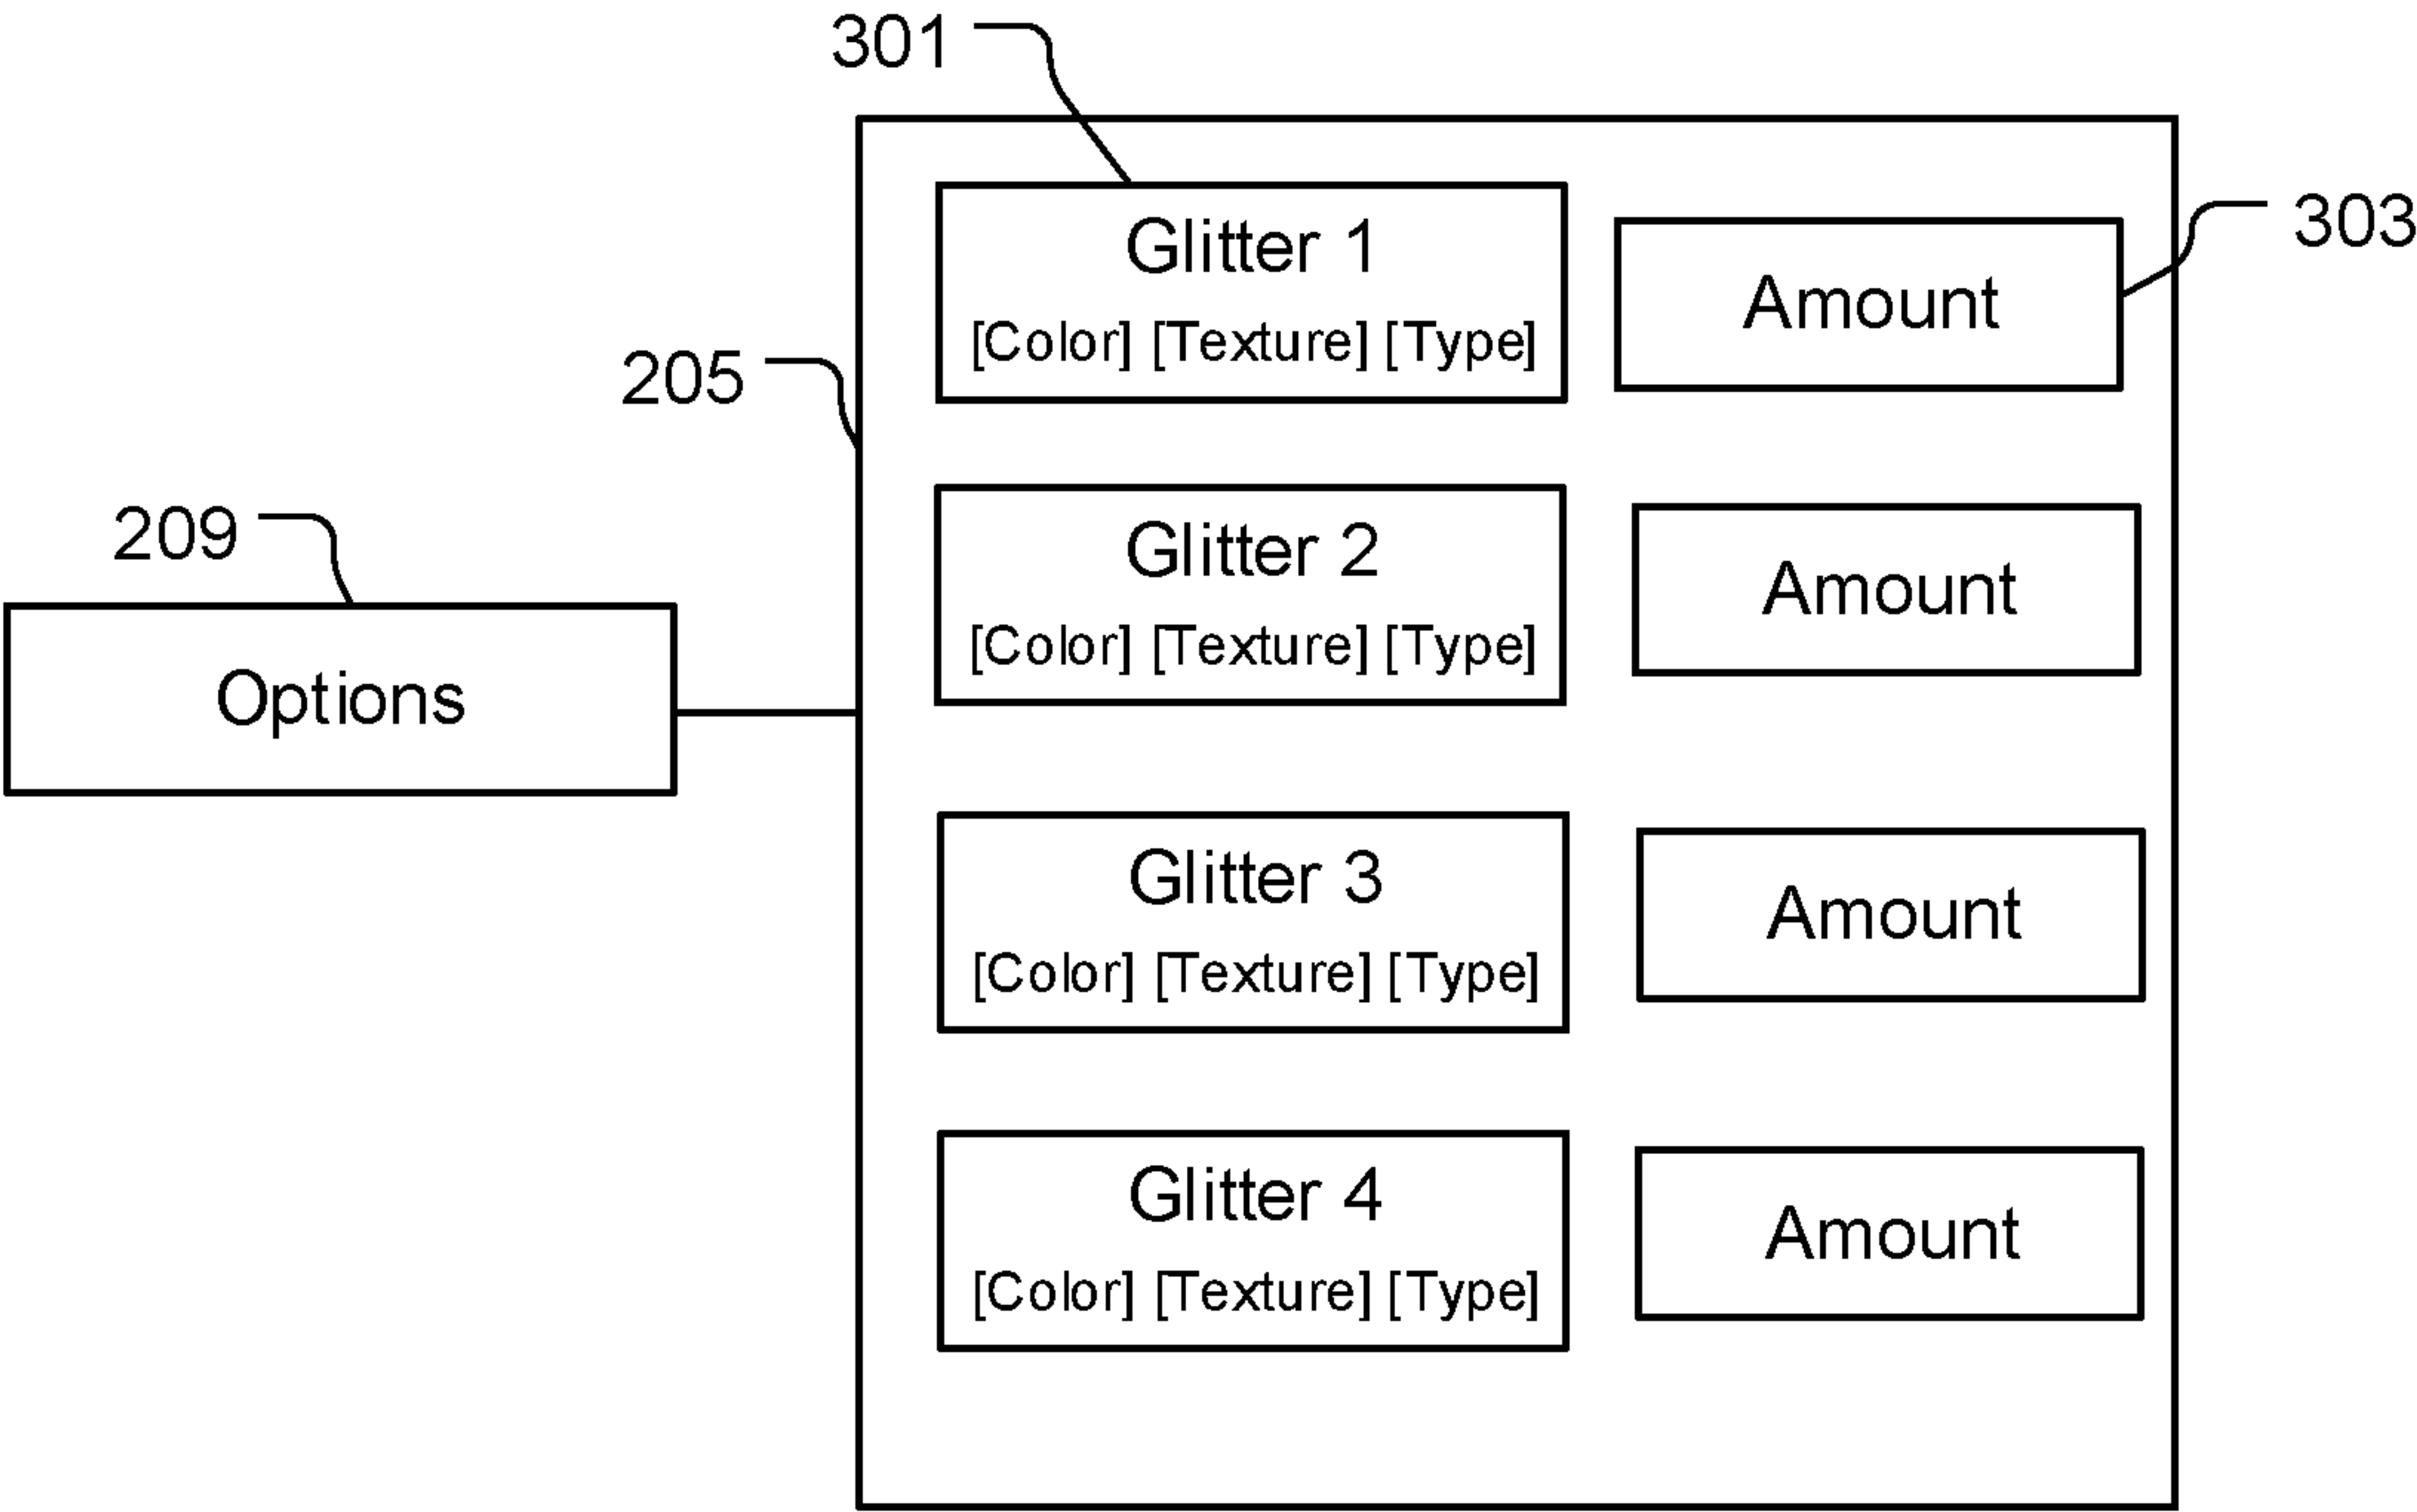 301
Glitter 1
[Color] [Texture] [Type]
Amount
303
205
Glitter 2
[Color] [Texture] [Type]
Amount
209
Options
Glitter 3
[Color] [Texture] [Type]
Amount
Glitter 4
[Color] [Texture] [Type]
Amount